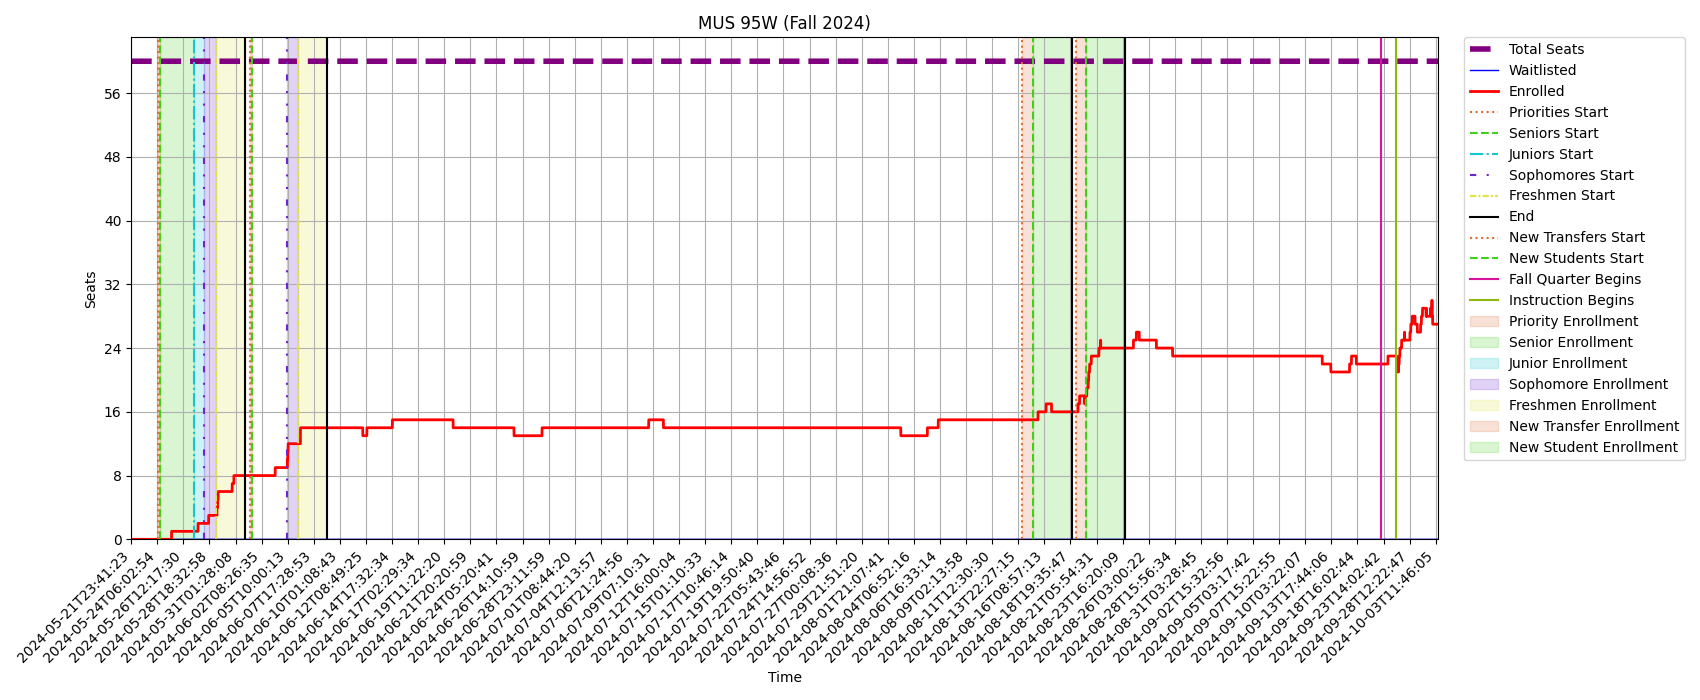 MUS 95W (Fall 2024)
Seats
56
48
40
32
24
16
8
0
2024-05-21T23:41:23
2024-05-24T06:02:54
2024-05-26T12:17:30
2024-05-28T18:32:58
2024-05-31T01:28:08
2024-06-02T08:26:35
2024-06-05T10:00:13
2024-06-07T17:28:53
2024-06-10T01:08:43
2024-06-12T08:49:25
2024-06-14T17:32:34
2024-06-17T02:29:34
2024-06-19T11:22:20
2024-06-21T20:20:59
2024-06-24T05:20:41
2024-06-26T14:10:59
2024-06-28T23:11:59
2024-07-01T08:44:20
2024-07-04T12:13:57
2024-07-06T21:24:56
2024-07-09T07:10:31
2024-07-12T16:00:04
2024-07-15T01:10:33
2024-07-17T10:46:14
2024-07-19T19:50:40
2024-07-22T05:43:46
2024-07-24T14:56:52
2024-07-27T00:08:36
2024-07-29T21:51:20
2024-08-01T21:07:41
2024-08-04T06:52:16
2024-08-06T16:33:14
2024-08-09T02:13:58
2024-08-11T12:30:30
2024-08-13T22:27:15
2024-08-16T08:57:13
2024-08-18T19:35:47
2024-08-21T05:54:31
2024-08-23T16:20:09
2024-08-26T03:00:22
2024-08-28T15:56:34
2024-08-31T03:28:45
2024-09-02T15:32:56
2024-09-05T03:17:42
2024-09-07T15:22:55
2024-09-10T03:22:07
2024-09-13T17:44:06
2024-09-18T16:02:44
2024-09-23T14:02:42
2024-09-28T12:22:47
2024-10-03T11:46:05
Time
Total Seats
Waitlisted
Enrolled
Priorities Start
Seniors Start
Juniors Start
Sophomores Start
Freshmen Start
End
New Transfers Start
New Students Start
Fall Quarter Begins
Instruction Begins
Priority Enrollment
Senior Enrollment
Junior Enrollment
Sophomore Enrollment
Freshmen Enrollment
New Transfer Enrollment
New Student Enrollment